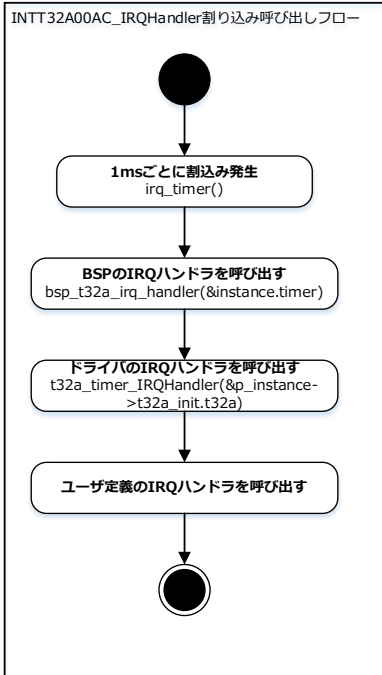 INTT32A00AC_IRQHandler割り込み呼び出しフロー
1msごとに割込み発生
irq_timer()
BSPのIRQハンドラを呼び出す
bsp_t32a_irq_handler(&instance.timer)
ドライバのIRQハンドラを呼び出す
t32a_timer_IRQHandler(&p_instance-
>t32a_init.t32a)
ユーザ定義のIRQハンドラを呼び出す